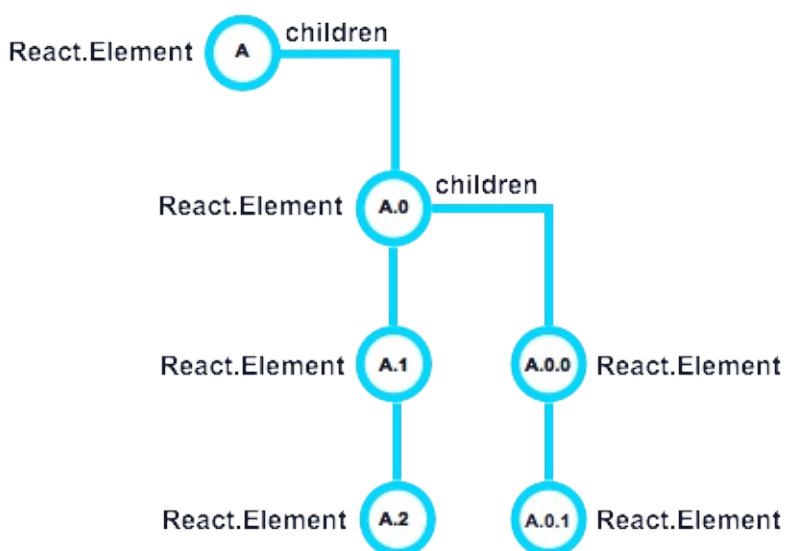 children
React.Element A
children
React.Element A.0
React.Element A.1 A.0.0 React.Element
React.Element A.2 A.0.1 React.Element